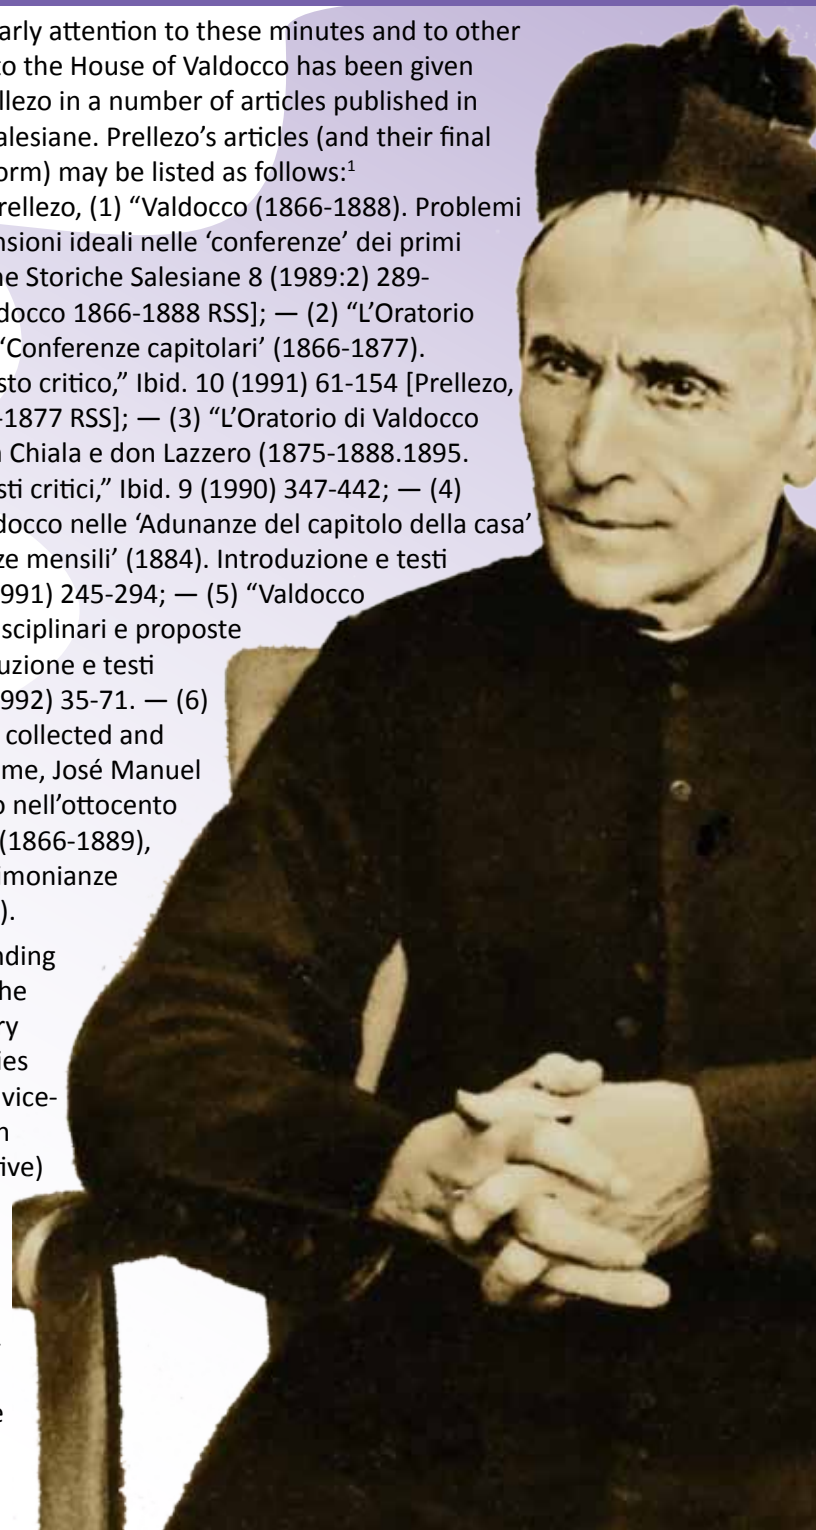 arly attention to these minutes and to other
to the House of Valdocco has been given
llezo in a number of articles published in
alesiane. Prellezo’s articles (and their final
orm) may be listed as follows:1
rellezo, (1) “Valdocco (1866-1888). Problemi
nsioni ideali nelle ‘conferenze’ dei primi
he Storiche Salesiane 8 (1989:2) 289-
docco 1866-1888 RSS]; — (2) “L’Oratorio
‘Conferenze capitolari’ (1866-1877).
sto critico,” Ibid. 10 (1991) 61-154 [Prellezo,
-1877 RSS]; — (3) “L’Oratorio di Valdocco
n Chiala e don Lazzero (1875-1888.1895.
sti critici,” Ibid. 9 (1990) 347-442; — (4)
docco nelle ‘Adunanze del capitolo della casa’
ze mensili’ (1884). Introduzione e testi
991) 245-294; — (5) “Valdocco
sciplinari e proposte
uzione e testi
992) 35-71. — (6)
collected and
me, José Manuel
o nell’ottocento
(1866-1889),
imonianze
).
nding
he
ry
ies
vice-
n
ive)
e